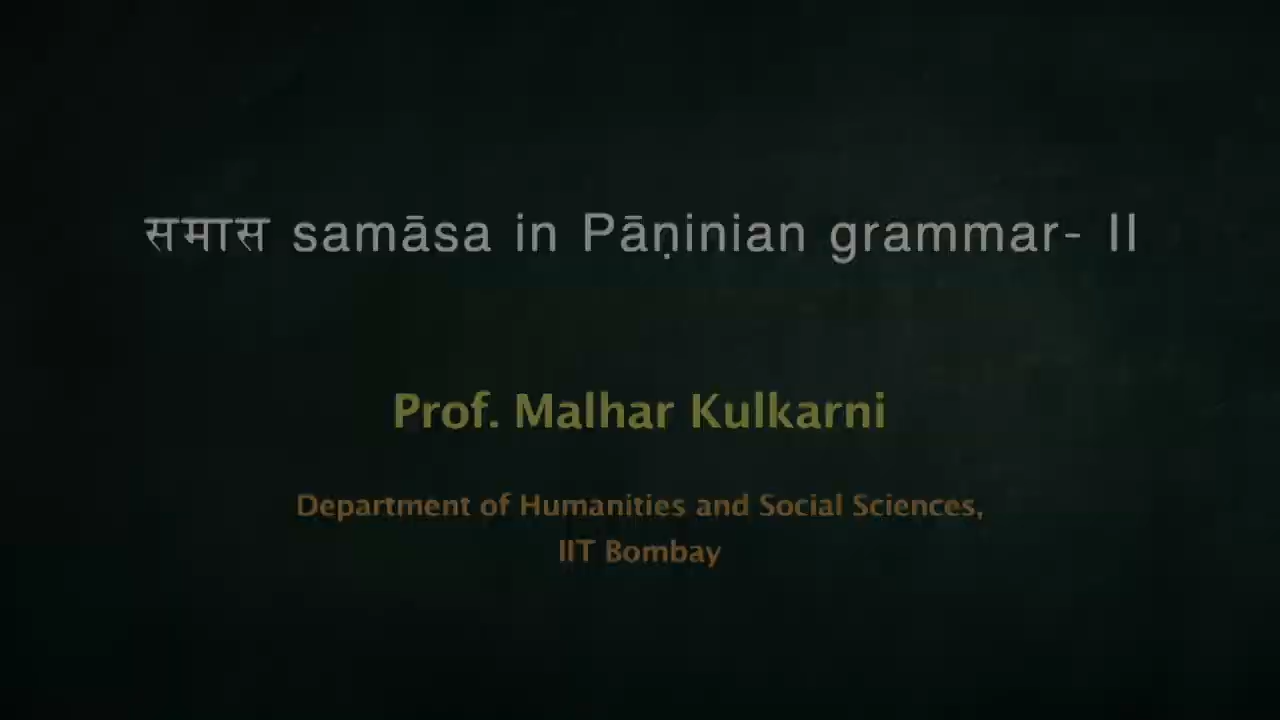 समास samāsa in Pāṇinian grammar- II
Prof. Malhar Kulkarni
Department of Humanities and Social Sciences,
IIT Bombay